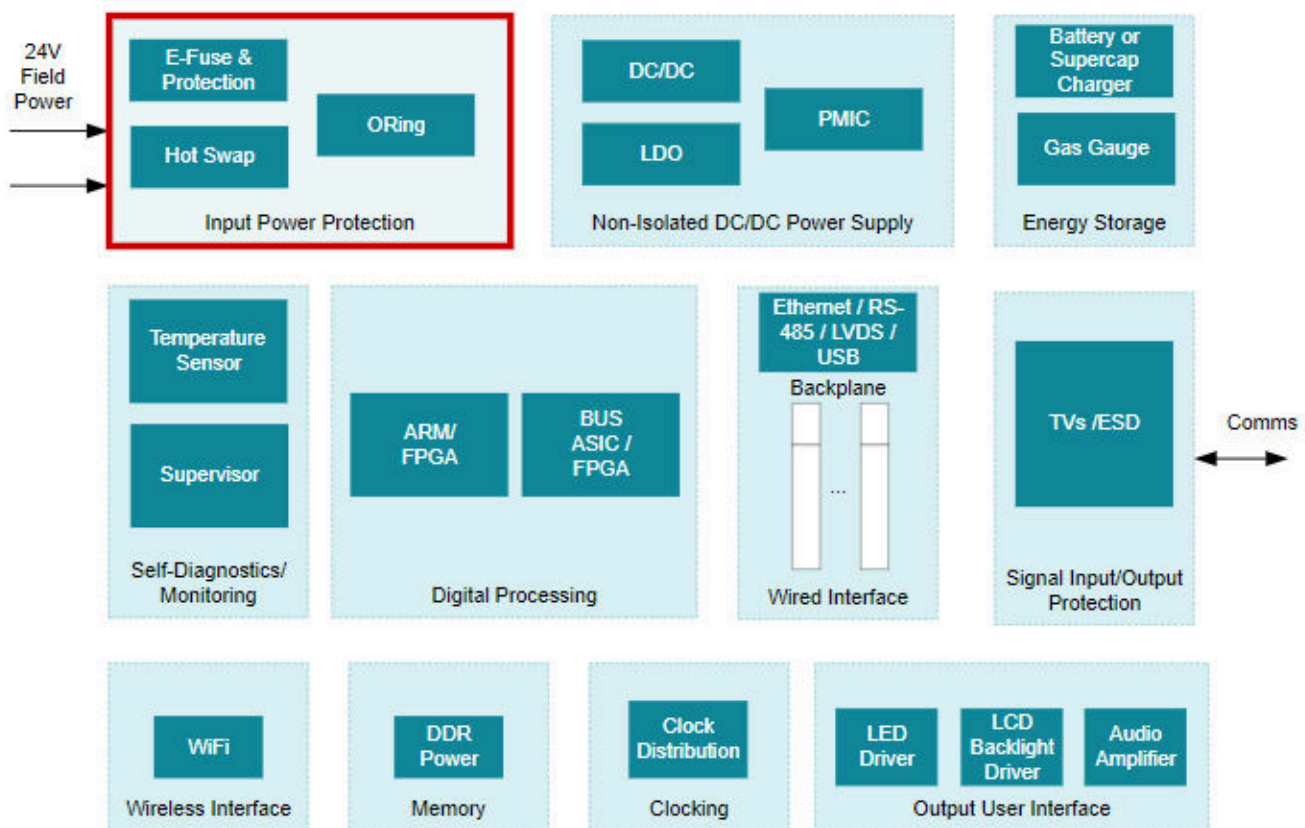 24V
Field
Power
E-Fuse &
Protection
Hot Swap
ORing
Input Power Protection
DC/DC
LDO
PMIC
Non-Isolated DC/DC Power Supply
Battery or
Supercap
Charger
Gas Gauge
Energy Storage
Temperature
Sensor
Supervisor
Self-Diagnostics/
Monitoring
ARM/
FPGA
BUS
ASIC /
FPGA
Digital Processing
Ethernet / RS-
485 / LVDS /
USB
Backplane
...
Wired Interface
TVs /ESD
Signal Input/Output
Protection
Comms
WiFi
Wireless Interface
DDR
Power
Memory
Clock
Distribution
Clocking
LED
Driver
LCD
Backlight
Driver
Audio
Amplifier
Output User Interface